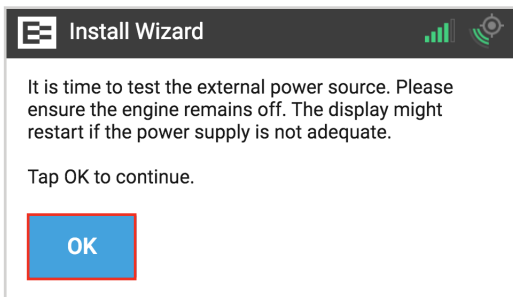 Install Wizard
It is time to test the external power source. Please
ensure the engine remains off. The display might
restart if the power supply is not adequate.
Tap OK to continue.
OK